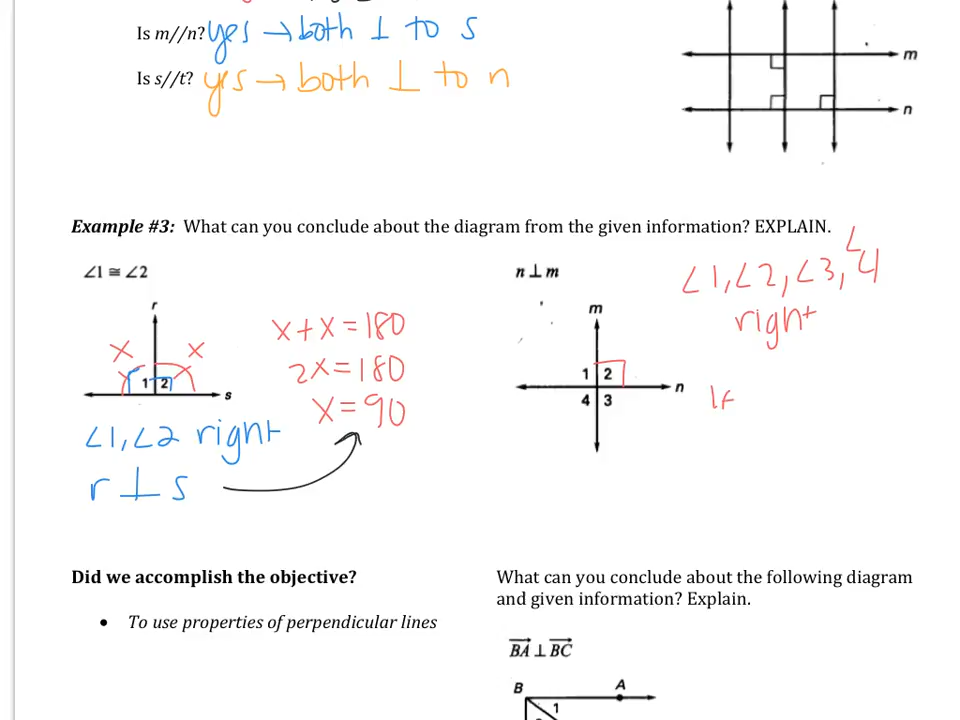 Is m//n? yes → both ⊥ to s
Is s//t? yes → both ⊥ to n
m
n
Example #3: What can you conclude about the diagram from the given information? EXPLAIN.
∠1 ≅ ∠2
r
x x
1 2
s
x + x = 180
2x = 180
x = 90
∠1, ∠2 right
r ⊥ s
n ⊥ m
m
1 2
n
4 3
∠1, ∠2, ∠3, ∠4
right
If
Did we accomplish the objective?
• To use properties of perpendicular lines
What can you conclude about the following diagram
and given information? Explain.
BA ⊥ BC
B A
1